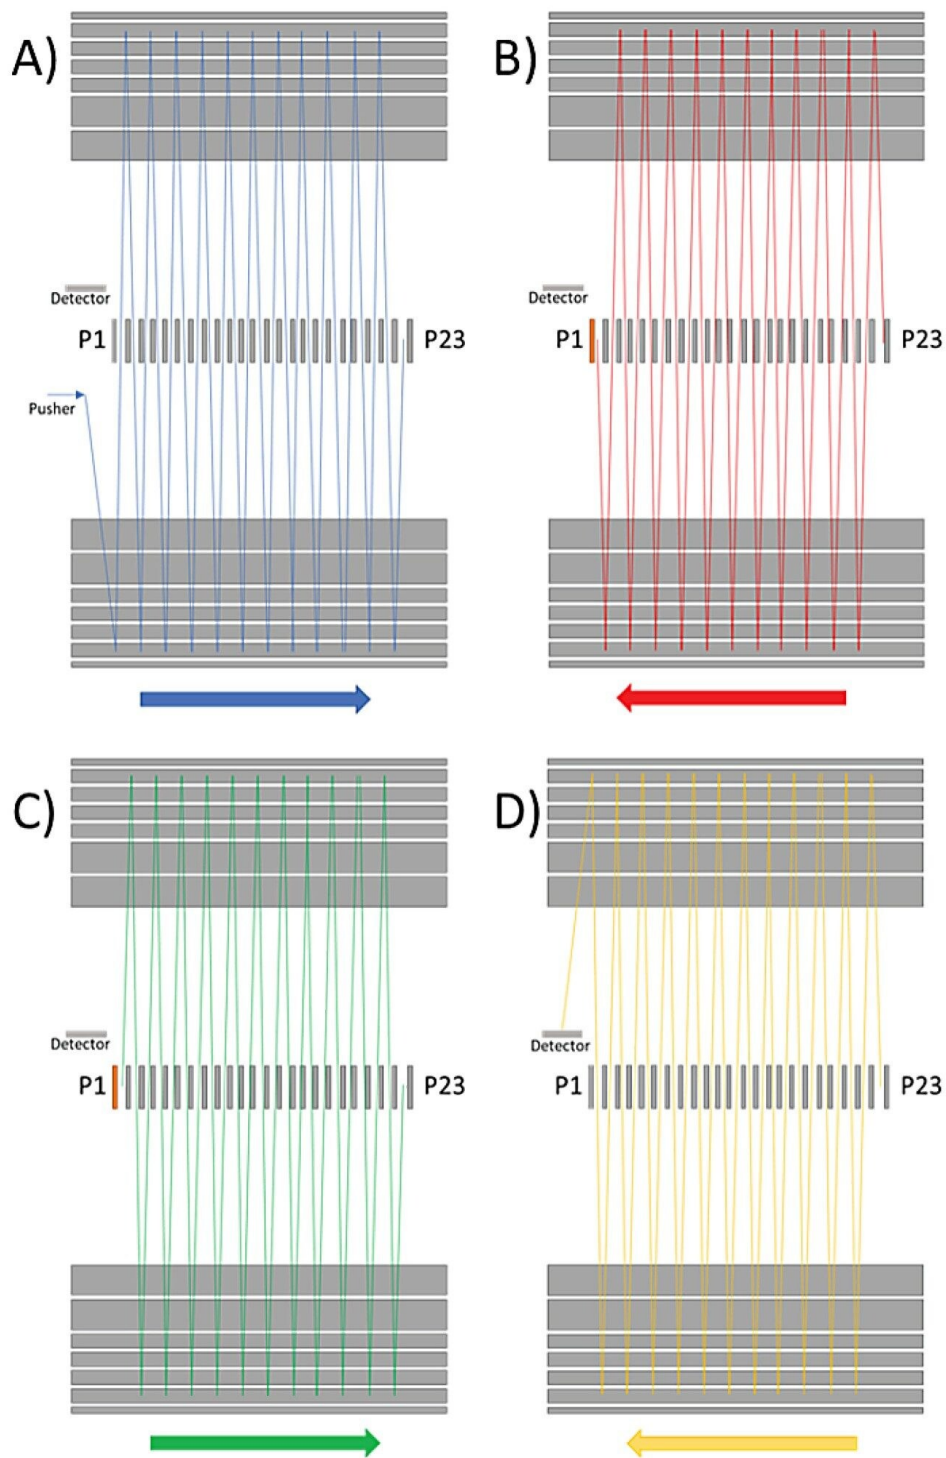 A)
Detector
P1
P23
Pusher
B)
Detector
P1
P23
C)
Detector
P1
P23
D)
Detector
P1
P23